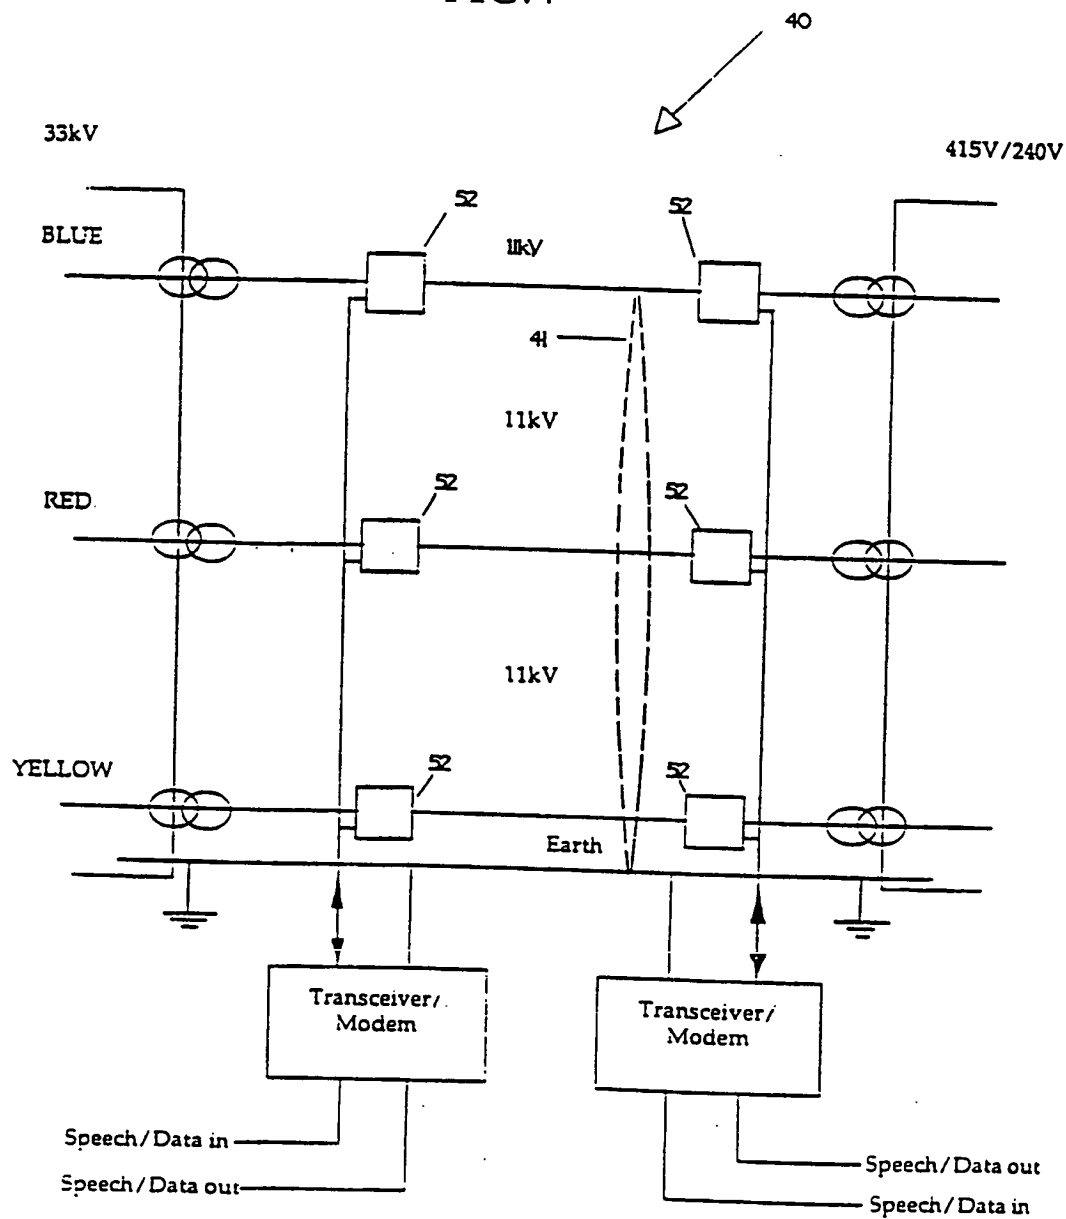 40
33kV
415V/240V
52
52
BLUE
11kV
41
11kV
52
52
RED
11kV
52
52
YELLOW
Earth
Transceiver/
Modem
Transceiver/
Modem
Speech/Data in
Speech/Data out
Speech/Data out
Speech/Data in